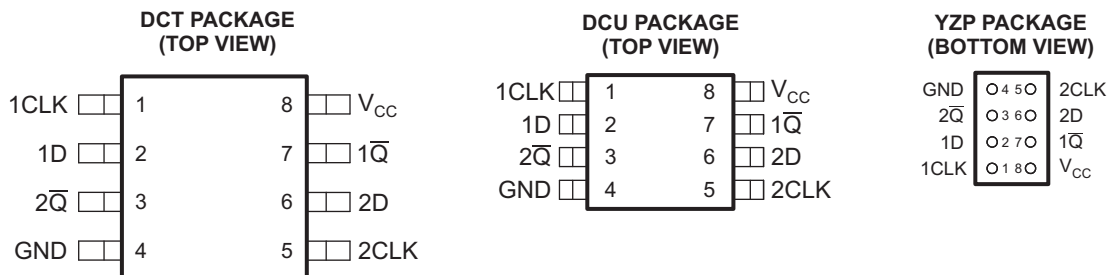 DCT PACKAGE
(TOP VIEW)
1CLK 1 8 VCC
1D 2 7 1Q̅
2Q̅ 3 6 2D
GND 4 5 2CLK
DCU PACKAGE
(TOP VIEW)
1CLK 1 8 VCC
1D 2 7 1Q̅
2Q̅ 3 6 2D
GND 4 5 2CLK
YZP PACKAGE
(BOTTOM VIEW)
GND 4 5 2CLK
2Q̅ 3 6 2D
1D 2 7 1Q̅
1CLK 1 8 VCC